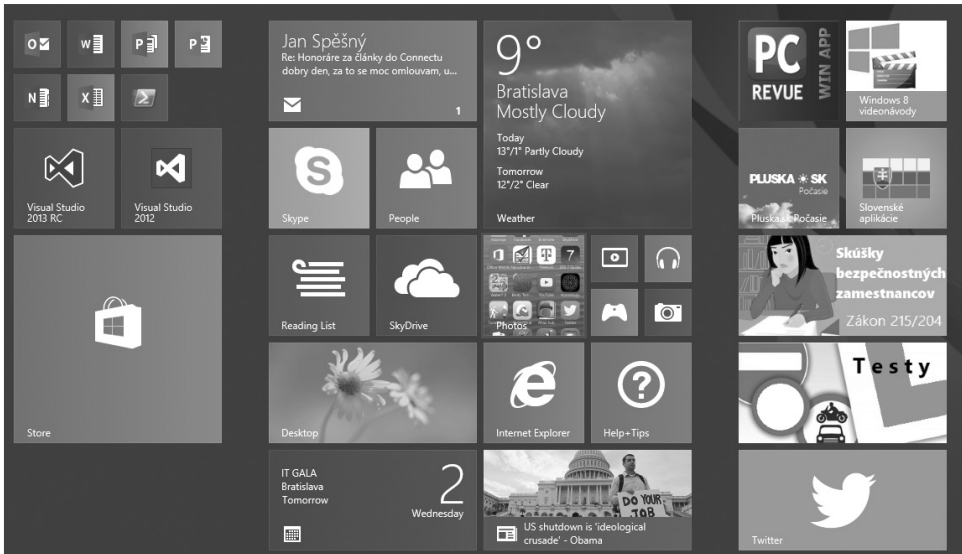 Jan Spěšný
Re: Honoráre za články do Connectu
dobry den, za to se moc omlouvam, u...
1
9°
Bratislava
Mostly Cloudy
Today
13°/1° Partly Cloudy
Tomorrow
12°/2° Clear
Weather
PC
REVUE
WIN APP
Windows 8
videonávody
Visual Studio
2013 RC
Visual Studio
2012
Skype
People
PLUSKA SK
Počasie
Pluska.sk Počasie
Slovenské
aplikácie
Store
Reading List
SkyDrive
Photos
Skúšky
bezpečnostných
zamestnancov
Zákon 215/204
Desktop
Internet Explorer
Help+Tips
Testy
IT GALA
Bratislava
Tomorrow
2
Wednesday
DO YOUR
JOB
US shutdown is 'ideological
crusade' - Obama
Twitter